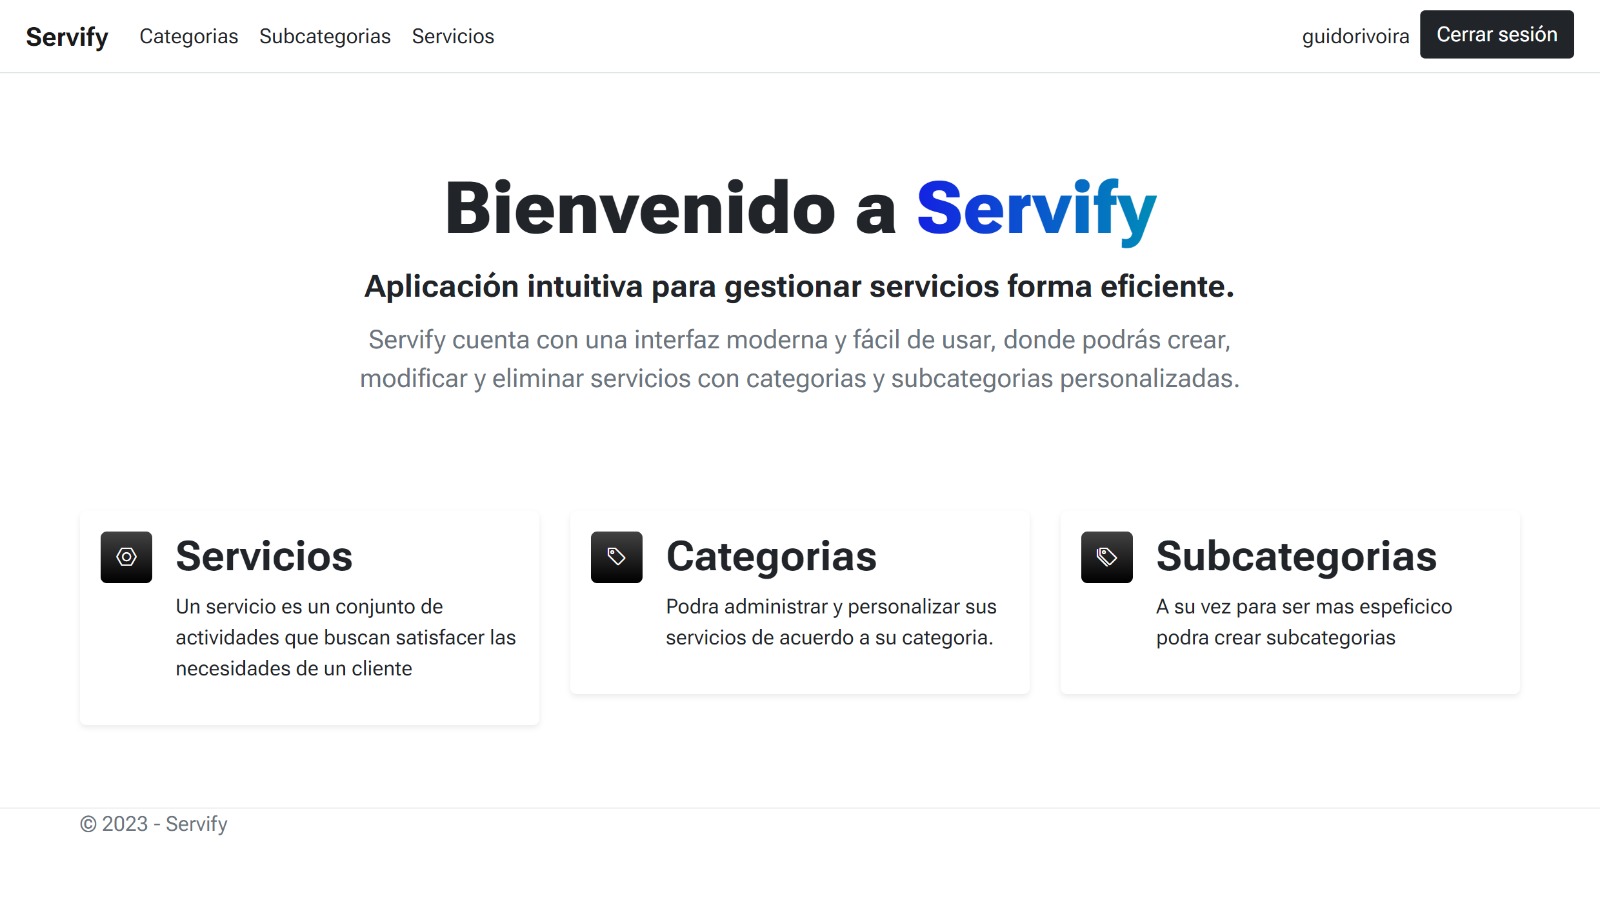 Servify Categorias Subcategorias Servicios guidorivoira Cerrar sesión
Bienvenido a Servify
Aplicación intuitiva para gestionar servicios forma eficiente.
Servify cuenta con una interfaz moderna y fácil de usar, donde podrás crear,
modificar y eliminar servicios con categorias y subcategorias personalizadas.
Servicios
Un servicio es un conjunto de
actividades que buscan satisfacer las
necesidades de un cliente
Categorias
Podra administrar y personalizar sus
servicios de acuerdo a su categoria.
Subcategorias
A su vez para ser mas espeficico
podra crear subcategorias
© 2023 - Servify